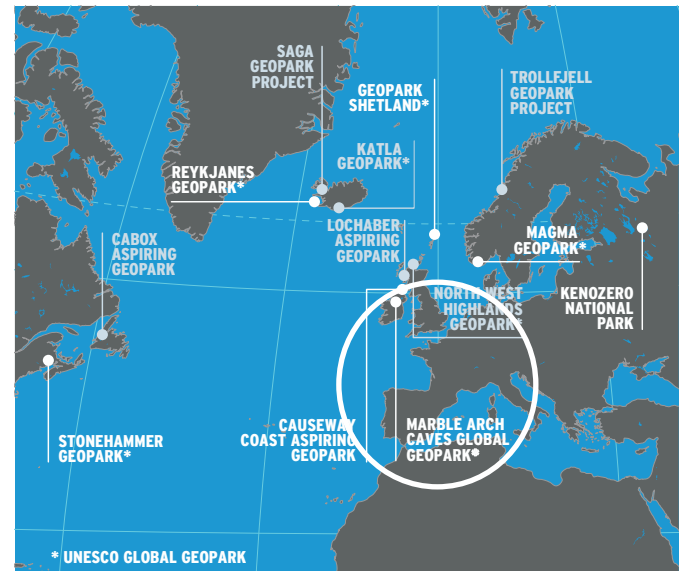 SAGA
GEOPARK
PROJECT
GEOPARK
SHETLAND*
TROLLFJELL
GEOPARK
PROJECT
KATLA
GEOPARK*
REYKJANES
GEOPARK*
LOCHABER
ASPIRING
GEOPARK
CABOX
ASPIRING
GEOPARK
MAGMA
GEOPARK*
NORTH WEST
HIGHLANDS
GEOPARK*
KENOZERO
NATIONAL
PARK
STONEHAMMER
GEOPARK*
CAUSEWAY
COAST ASPIRING
GEOPARK
MARBLE ARCH
CAVES GLOBAL
GEOPARK*
* UNESCO GLOBAL GEOPARK